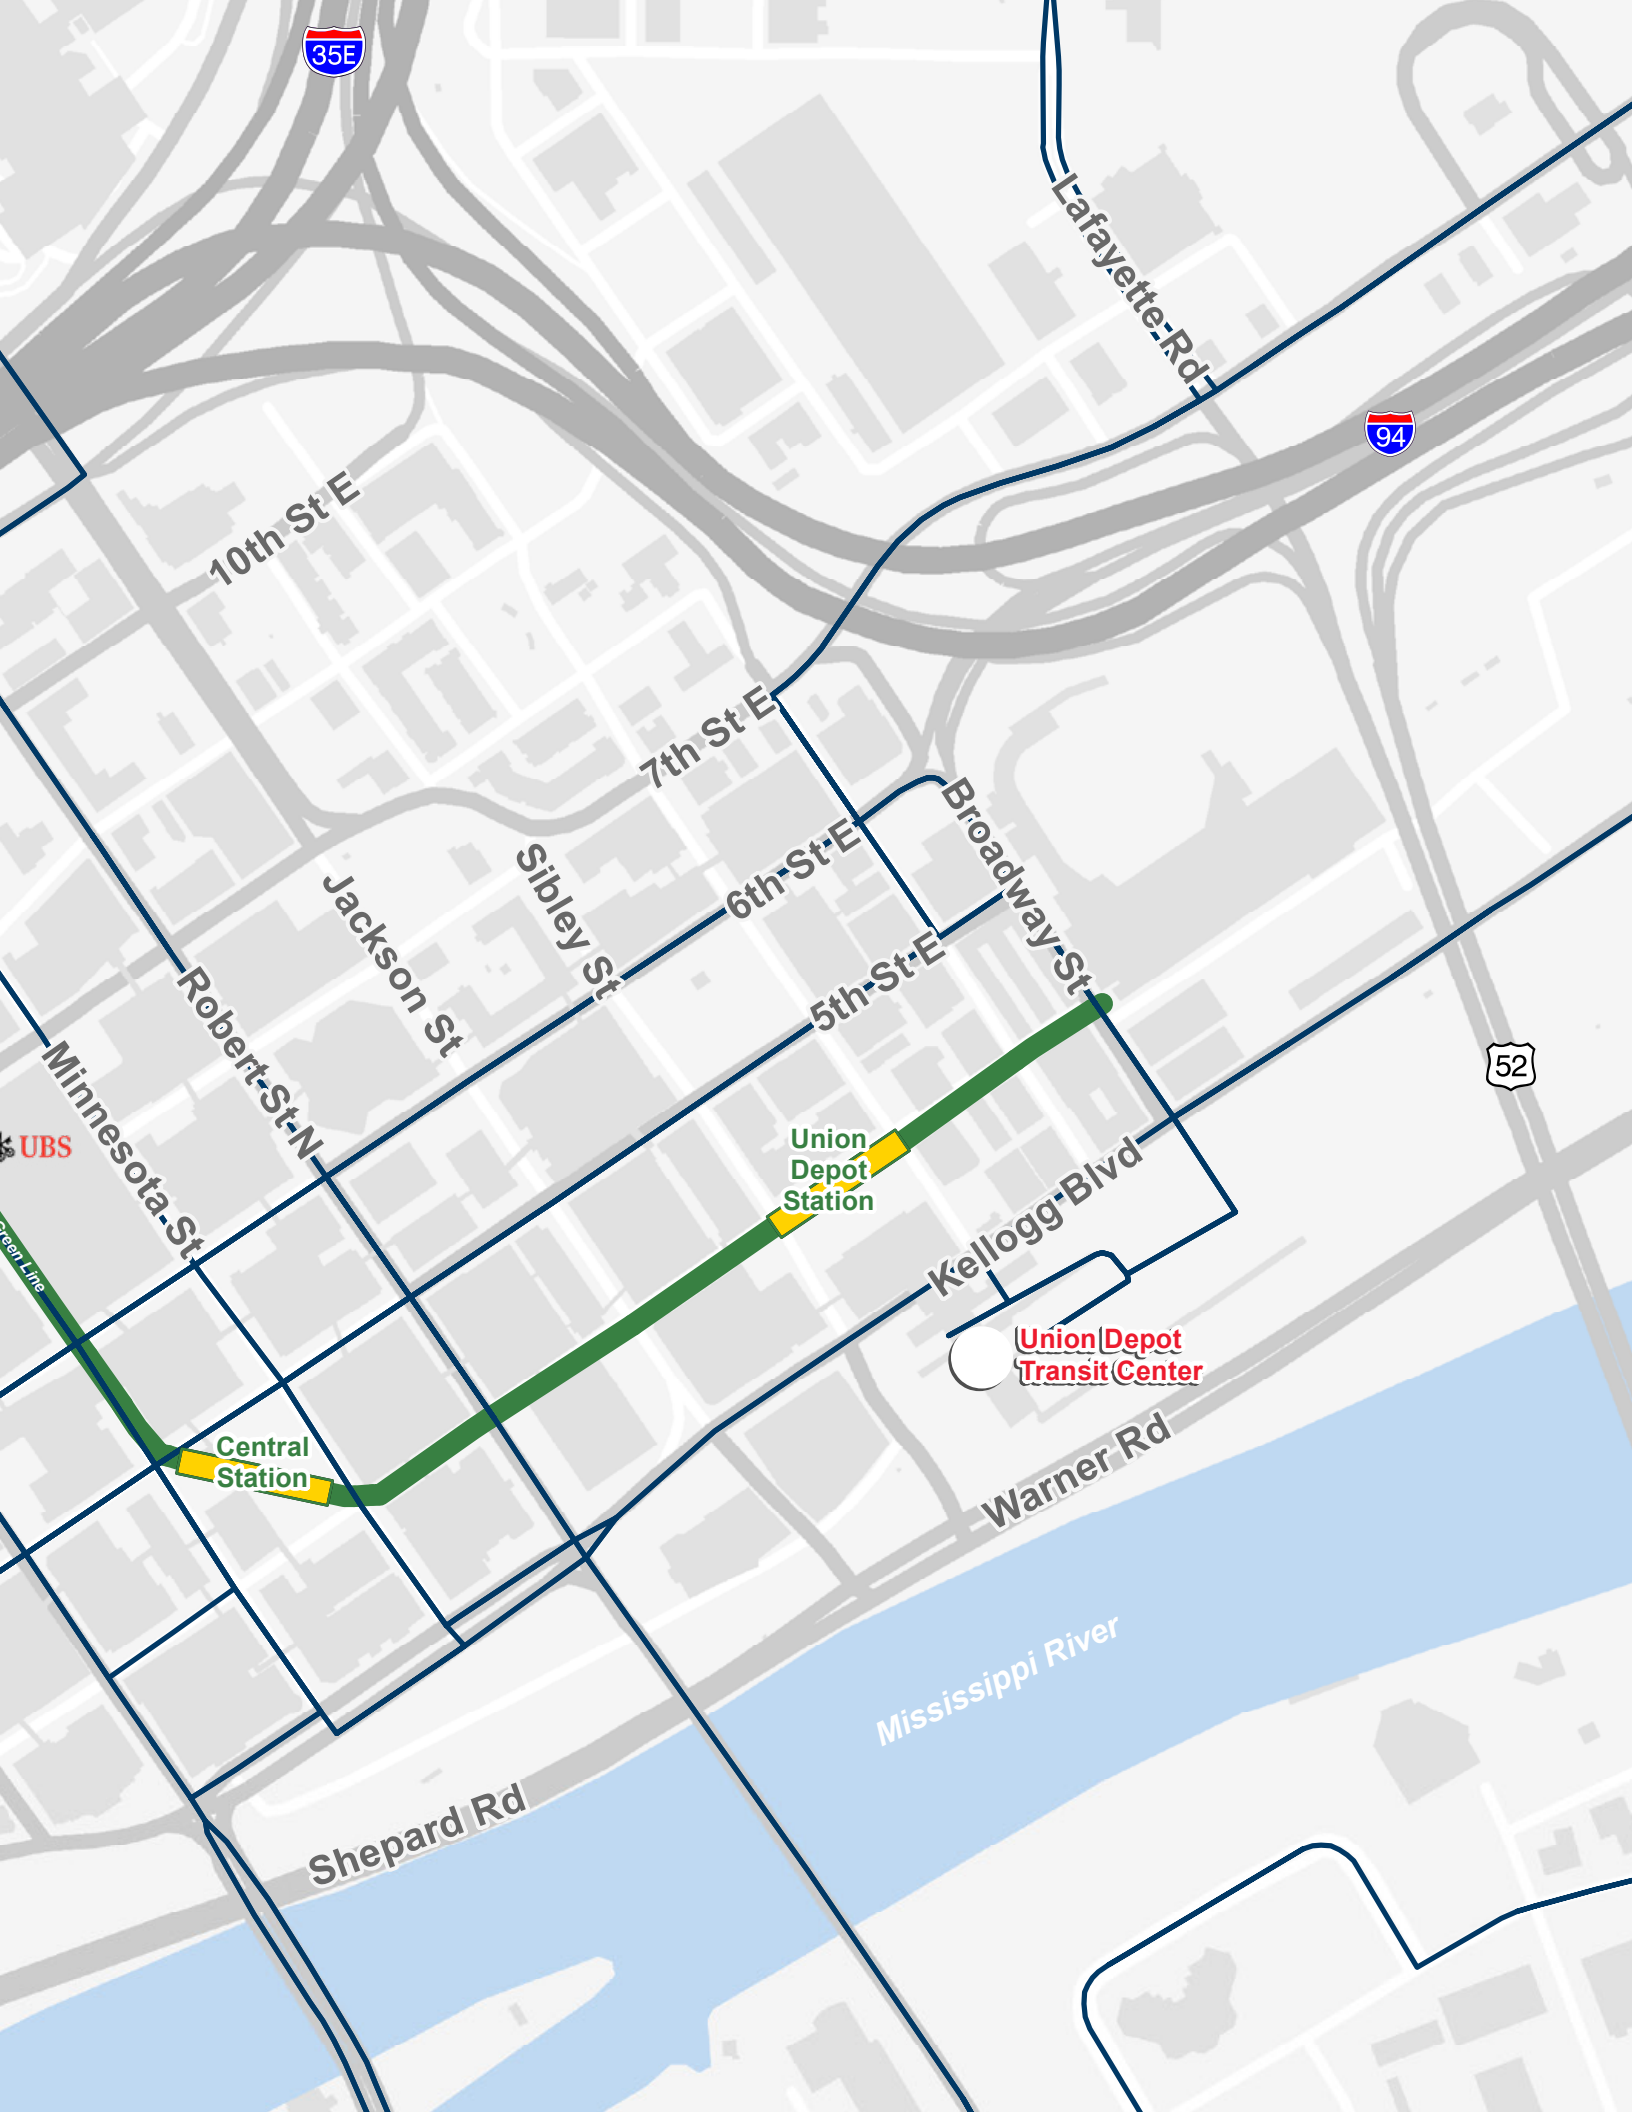 35E
Lafayette Rd
94
10th St E
7th St E
Broadway St
6th St E
Sibley St
Jackson St
5th St E
Robert St N
Minnesota St
52
UBS
Union
Depot
Station
Kellogg Blvd
Green Line
Union Depot
Transit Center
Central
Station
Warner Rd
Mississippi River
Shepard Rd